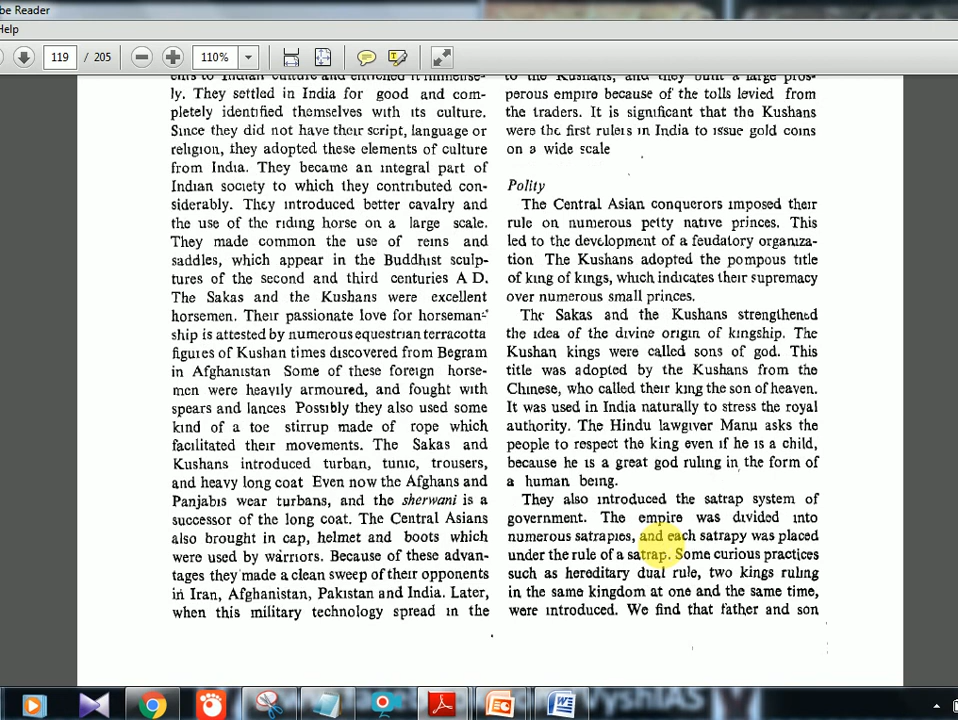 be Reader
Help
119 / 205
110%
ents to Indian culture and enriched it immense-
ly. They settled in India for good and com-
pletely identified themselves with its culture.
Since they did not have their script, language or
religion, they adopted these elements of culture
from India. They became an integral part of
Indian society to which they contributed con-
siderably. They introduced better cavalry and
the use of the riding horse on a large scale.
They made common the use of reins and
saddles, which appear in the Buddhist sculp-
tures of the second and third centuries A D.
The Sakas and the Kushans were excellent
horsemen. Their passionate love for horseman-
ship is attested by numerous equestrian terracotta
figures of Kushan times discovered from Begram
in Afghanistan Some of these foreign horse-
men were heavily armoured, and fought with
spears and lances Possibly they also used some
kind of a toe stirrup made of rope which
facilitated their movements. The Sakas and
Kushans introduced turban, tunic, trousers,
and heavy long coat Even now the Afghans and
Panjabis wear turbans, and the sherwani is a
successor of the long coat. The Central Asians
also brought in cap, helmet and boots which
were used by warriors. Because of these advan-
tages they made a clean sweep of their opponents
in Iran, Afghanistan, Pakistan and India. Later,
when this military technology spread in the
to the Kushans, and they built a large pros-
perous empire because of the tolls levied from
the traders. It is significant that the Kushans
were the first rulers in India to issue gold coins
on a wide scale
Polity
The Central Asian conquerors imposed their
rule on numerous petty native princes. This
led to the development of a feudatory organiza-
tion The Kushans adopted the pompous title
of king of kings, which indicates their supremacy
over numerous small princes.
The Sakas and the Kushans strengthened
the idea of the divine origin of kingship. The
Kushan kings were called sons of god. This
title was adopted by the Kushans from the
Chinese, who called their king the son of heaven.
It was used in India naturally to stress the royal
authority. The Hindu lawgiver Manu asks the
people to respect the king even if he is a child,
because he is a great god ruling in the form of
a human being.
They also introduced the satrap system of
government. The empire was divided into
numerous satrapies, and each satrapy was placed
under the rule of a satrap. Some curious practices
such as hereditary dual rule, two kings ruling
in the same kingdom at one and the same time,
were introduced. We find that father and son
VyshIAS